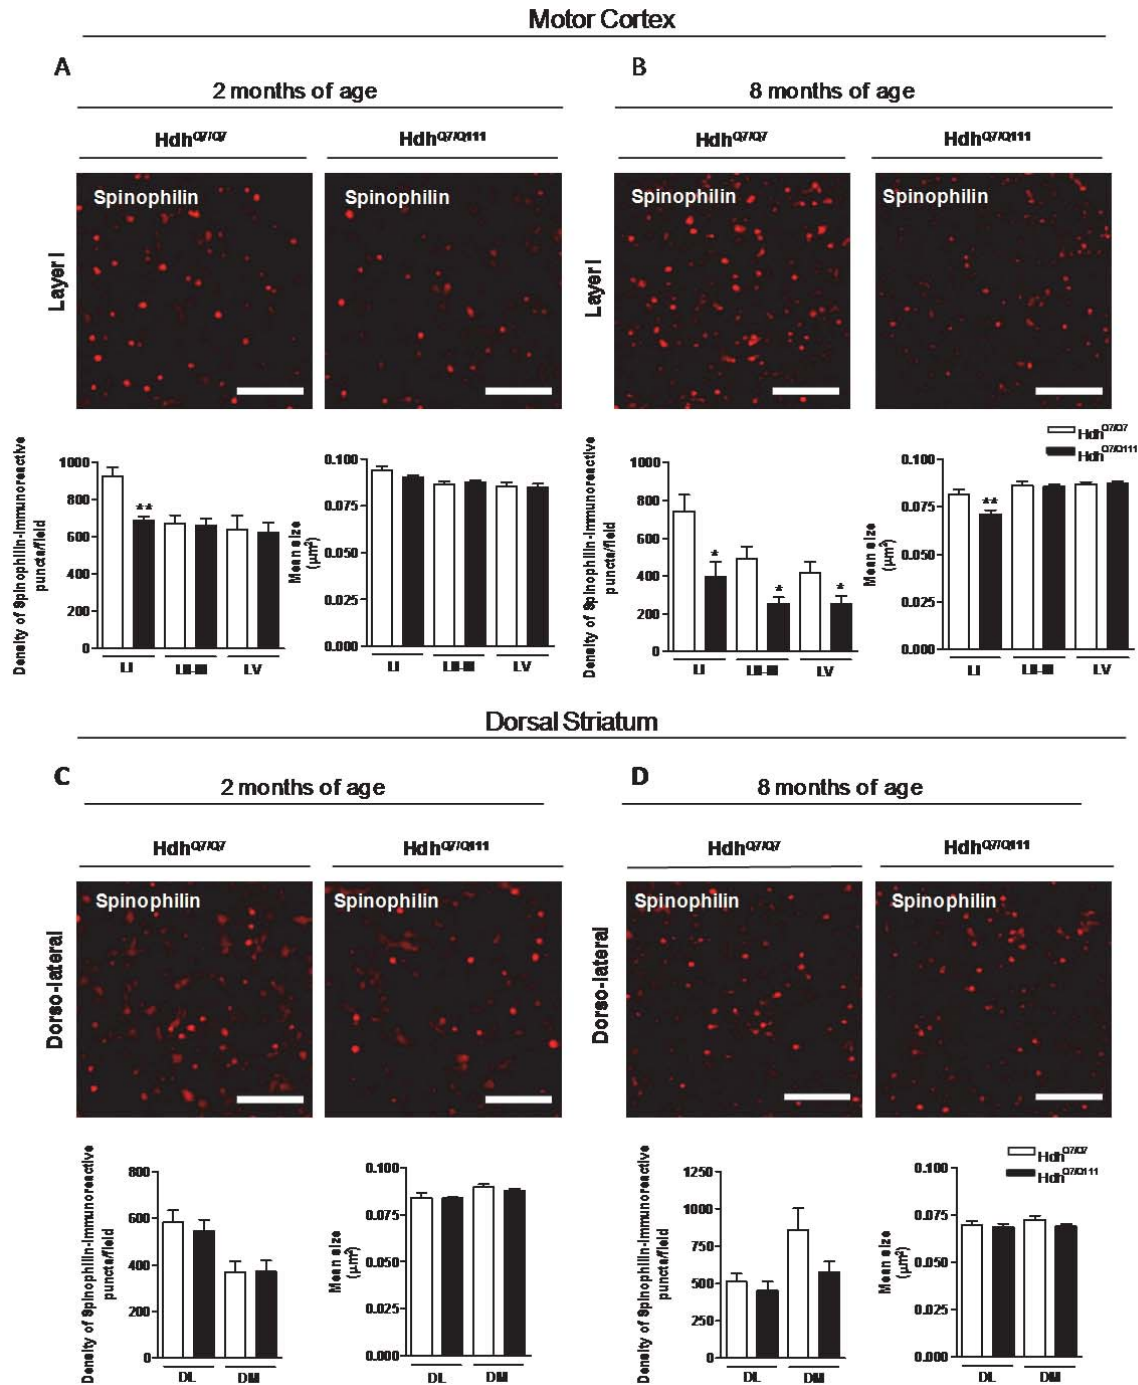 Motor Cortex
A
2 months of age
Hdh^Q7/Q7
Hdh^Q7/Q111
Layer I
Spinophilin
Spinophilin
Density of Spinophilin-immunoreactive
puncta/field
1000
800
600
400
200
0
**
LI
LII-III
LV
Mean size
(μm²)
0.100
0.075
0.050
0.025
0.000
LI
LII-III
LV
B
8 months of age
Hdh^Q7/Q7
Hdh^Q7/Q111
Layer I
Spinophilin
Spinophilin
Density of Spinophilin-immunoreactive
puncta/field
1000
800
600
400
200
0
*
*
*
LI
LII-III
LV
Hdh^Q7/Q7
Hdh^Q7/Q111
Mean size
(μm²)
0.100
0.075
0.050
0.025
0.000
**
LI
LII-III
LV
Dorsal Striatum
C
2 months of age
Hdh^Q7/Q7
Hdh^Q7/Q111
Dorso-lateral
Spinophilin
Spinophilin
Density of Spinophilin-immunoreactive
puncta/field
800
600
400
200
0
DL
DM
Mean size
(μm²)
0.100
0.075
0.050
0.025
0.000
DL
DM
D
8 months of age
Hdh^Q7/Q7
Hdh^Q7/Q111
Dorso-lateral
Spinophilin
Spinophilin
Density of Spinophilin-immunoreactive
puncta/field
1250
1000
750
500
250
0
DL
DM
Hdh^Q7/Q7
Hdh^Q7/Q111
Mean size
(μm²)
0.100
0.075
0.050
0.025
0.000
DL
DM